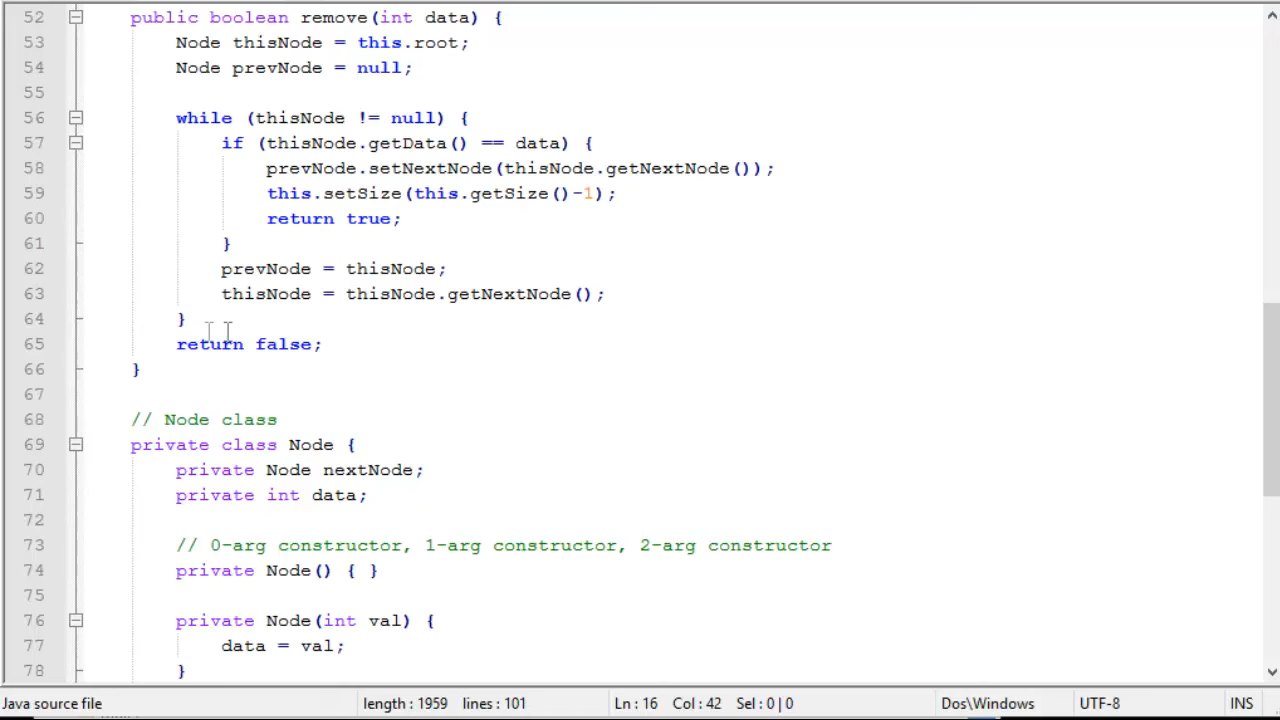 52 public boolean remove(int data) {
53 Node thisNode = this.root;
54 Node prevNode = null;
55
56 while (thisNode != null) {
57 if (thisNode.getData() == data) {
58 prevNode.setNextNode(thisNode.getNextNode());
59 this.setSize(this.getSize()-1);
60 return true;
61 }
62 prevNode = thisNode;
63 thisNode = thisNode.getNextNode();
64 }
65 return false;
66 }
67
68 // Node class
69 private class Node {
70 private Node nextNode;
71 private int data;
72
73 // 0-arg constructor, 1-arg constructor, 2-arg constructor
74 private Node() { }
75
76 private Node(int val) {
77 data = val;
78 }
Java source file length : 1959 lines : 101 Ln : 16 Col : 42 Sel : 0 | 0 Dos\Windows UTF-8 INS